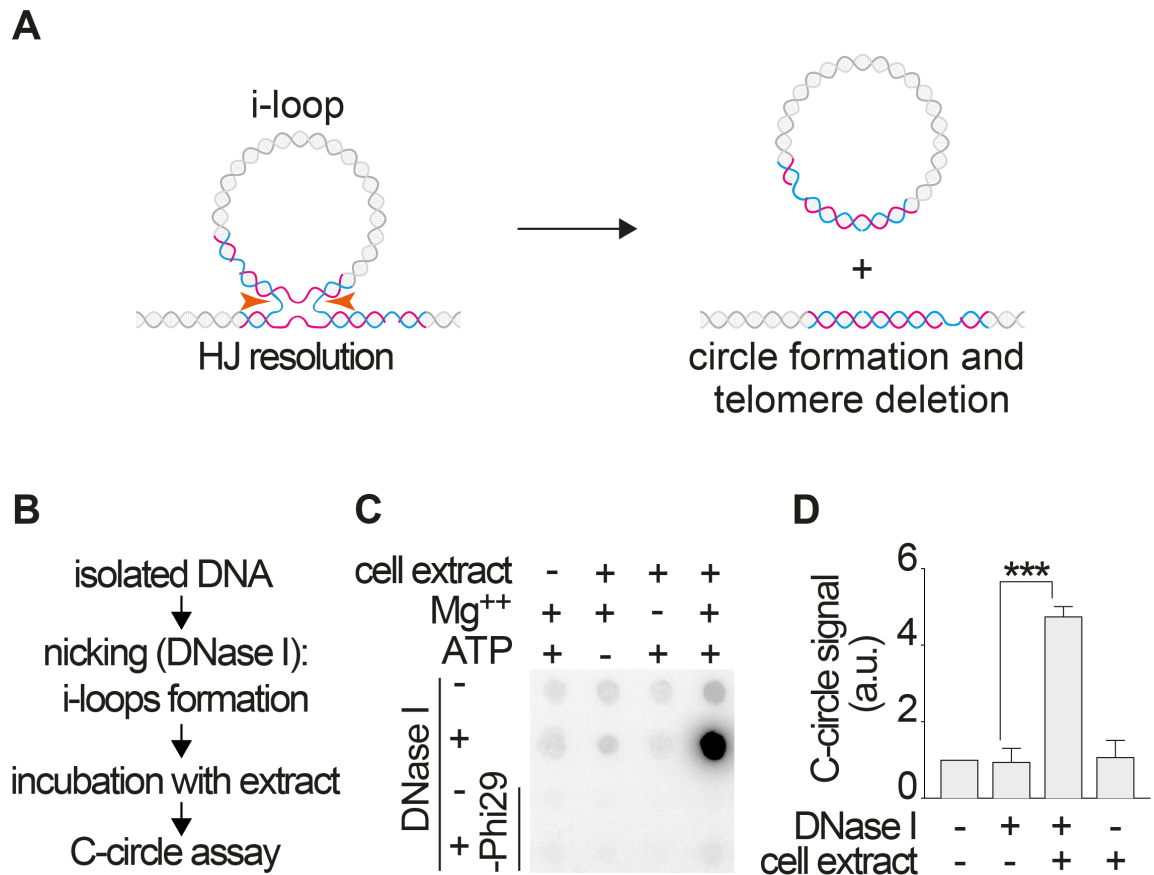 A
i-loop
HJ resolution
+
circle formation and
telomere deletion
B
isolated DNA
nicking (DNase I):
i-loops formation
incubation with extract
C-circle assay
C
cell extract - + + +
Mg++ + + - +
ATP + - + +
DNase I
-
+
-
+
-Phi29
D
C-circle signal
(a.u.)
6
4
2
0
***
DNase I - + + -
cell extract - - + +